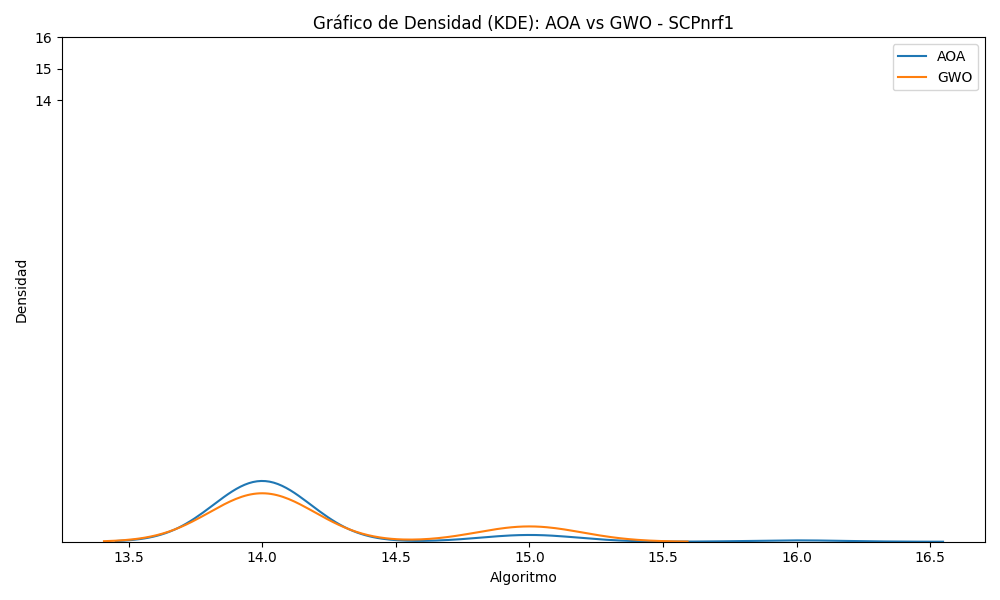 Gráfico de Densidad (KDE): AOA vs GWO - SCPnrf1
16
15
14
AOA
GWO
Densidad
13.5 14.0 14.5 15.0 15.5 16.0 16.5
Algoritmo